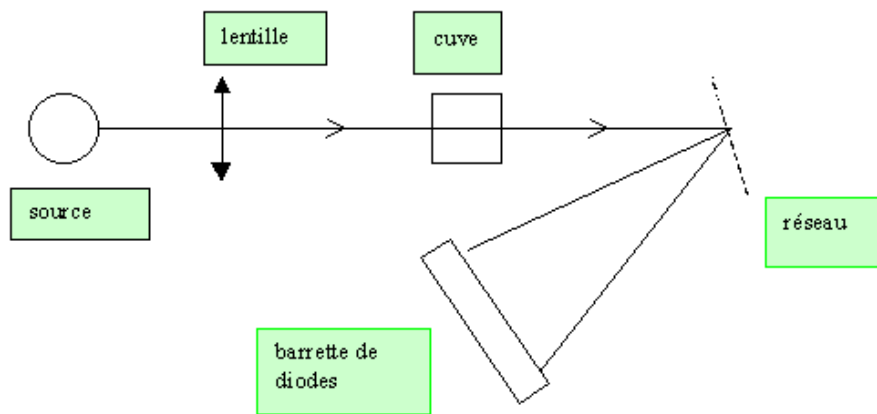 lentille
cuve
source
réseau
barrette de
diodes